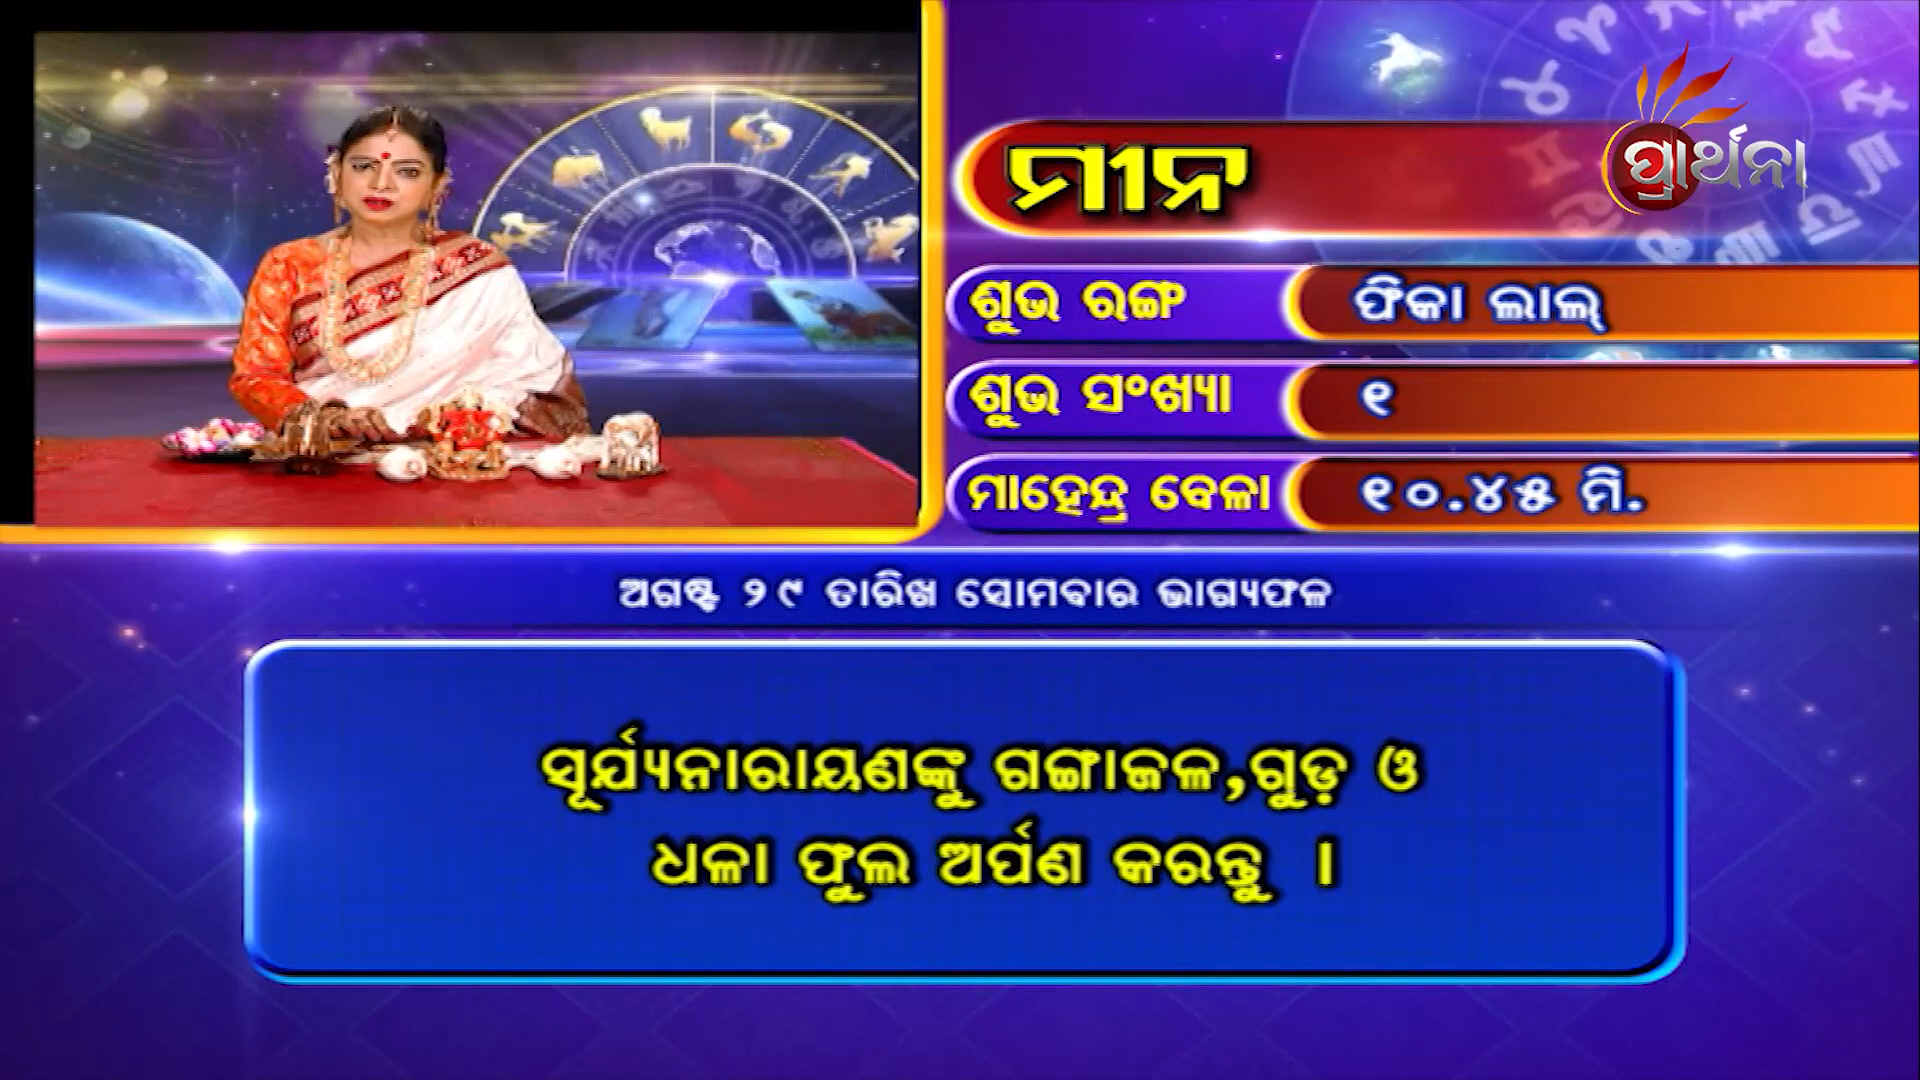 ମୀନ
ପ୍ରାର୍ଥନା
ଶୁଭ ରଙ୍ଗ ଫିକା ଲାଲ୍
ଶୁଭ ସଂଖ୍ୟା ୧
ମାହେନ୍ଦ୍ର ବେଳା ୧୦.୪୫ ମି.
ଅଗଷ୍ଟ ୨୯ ତାରିଖ ସୋମବାର ଭାଗ୍ୟଫଳ
ସୂର୍ଯ୍ୟନାରାୟଣଙ୍କୁ ଗଙ୍ଗାଜଳ,ଗୁଡ଼ ଓ
ଧଳା ଫୁଲ ଅର୍ପଣ କରନ୍ତୁ ।